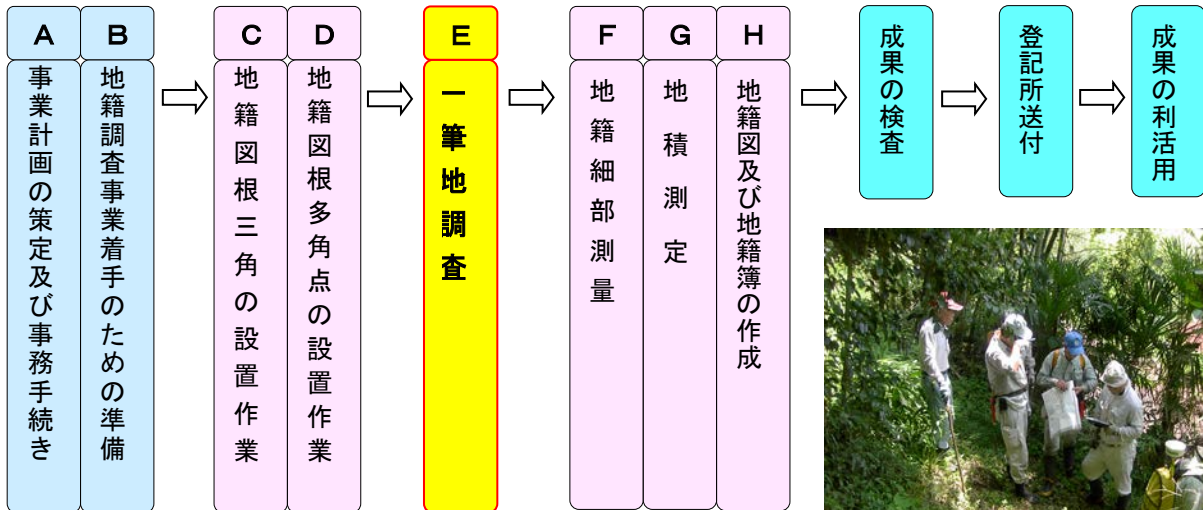 A
事業計画の策定及び事務手続き
B
地籍調査事業着手のための準備
C
地籍図根三角の設置作業
D
地籍図根多角点の設置作業
E
一筆地調査
F
地籍細部測量
G
地積測定
H
地籍図及び地籍簿の作成
成果の検査
登記所送付
成果の利活用